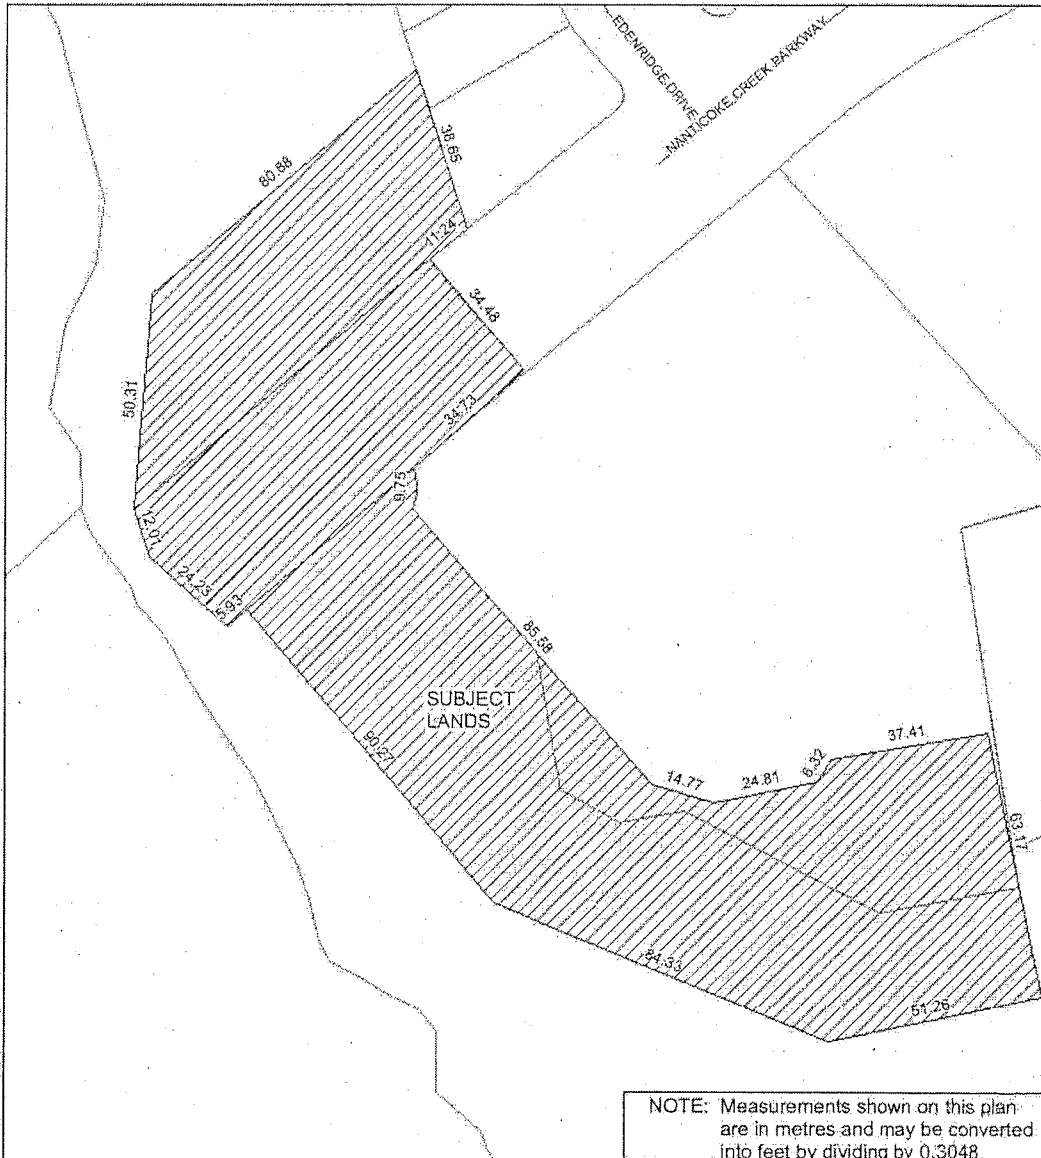 EDENRIDGE DRIVE
NANTICOKE CREEK PARKWAY
38.65
80.88
11.24
34.48
50.31
34.73
9.75
12.01
24.23
5.93
85.58
SUBJECT
LANDS
90.27
37.41
6.32
14.77
24.81
63.17
84.33
51.26
NOTE: Measurements shown on this plan
are in metres and may be converted
into feet by dividing by 0.3048.